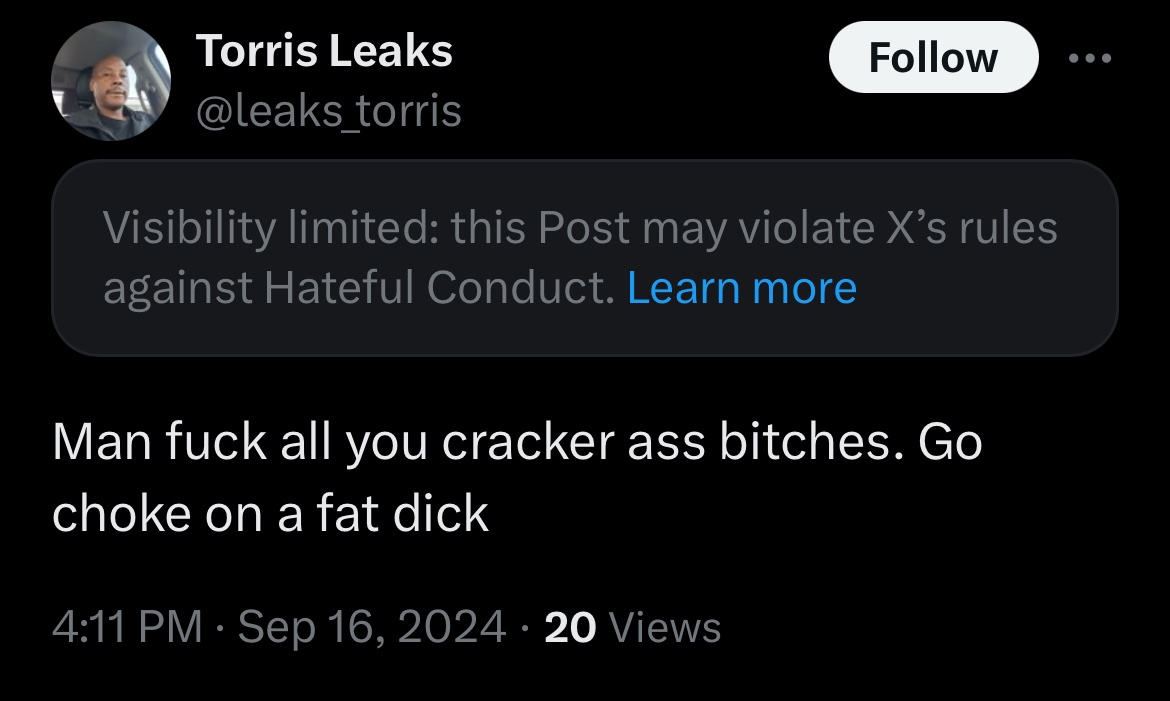 Torris Leaks
Follow
@leaks_torris
Visibility limited: this Post may violate X’s rules
against Hateful Conduct. Learn more
Man fuck all you cracker ass bitches. Go
choke on a fat dick
4:11 PM · Sep 16, 2024 · 20 Views